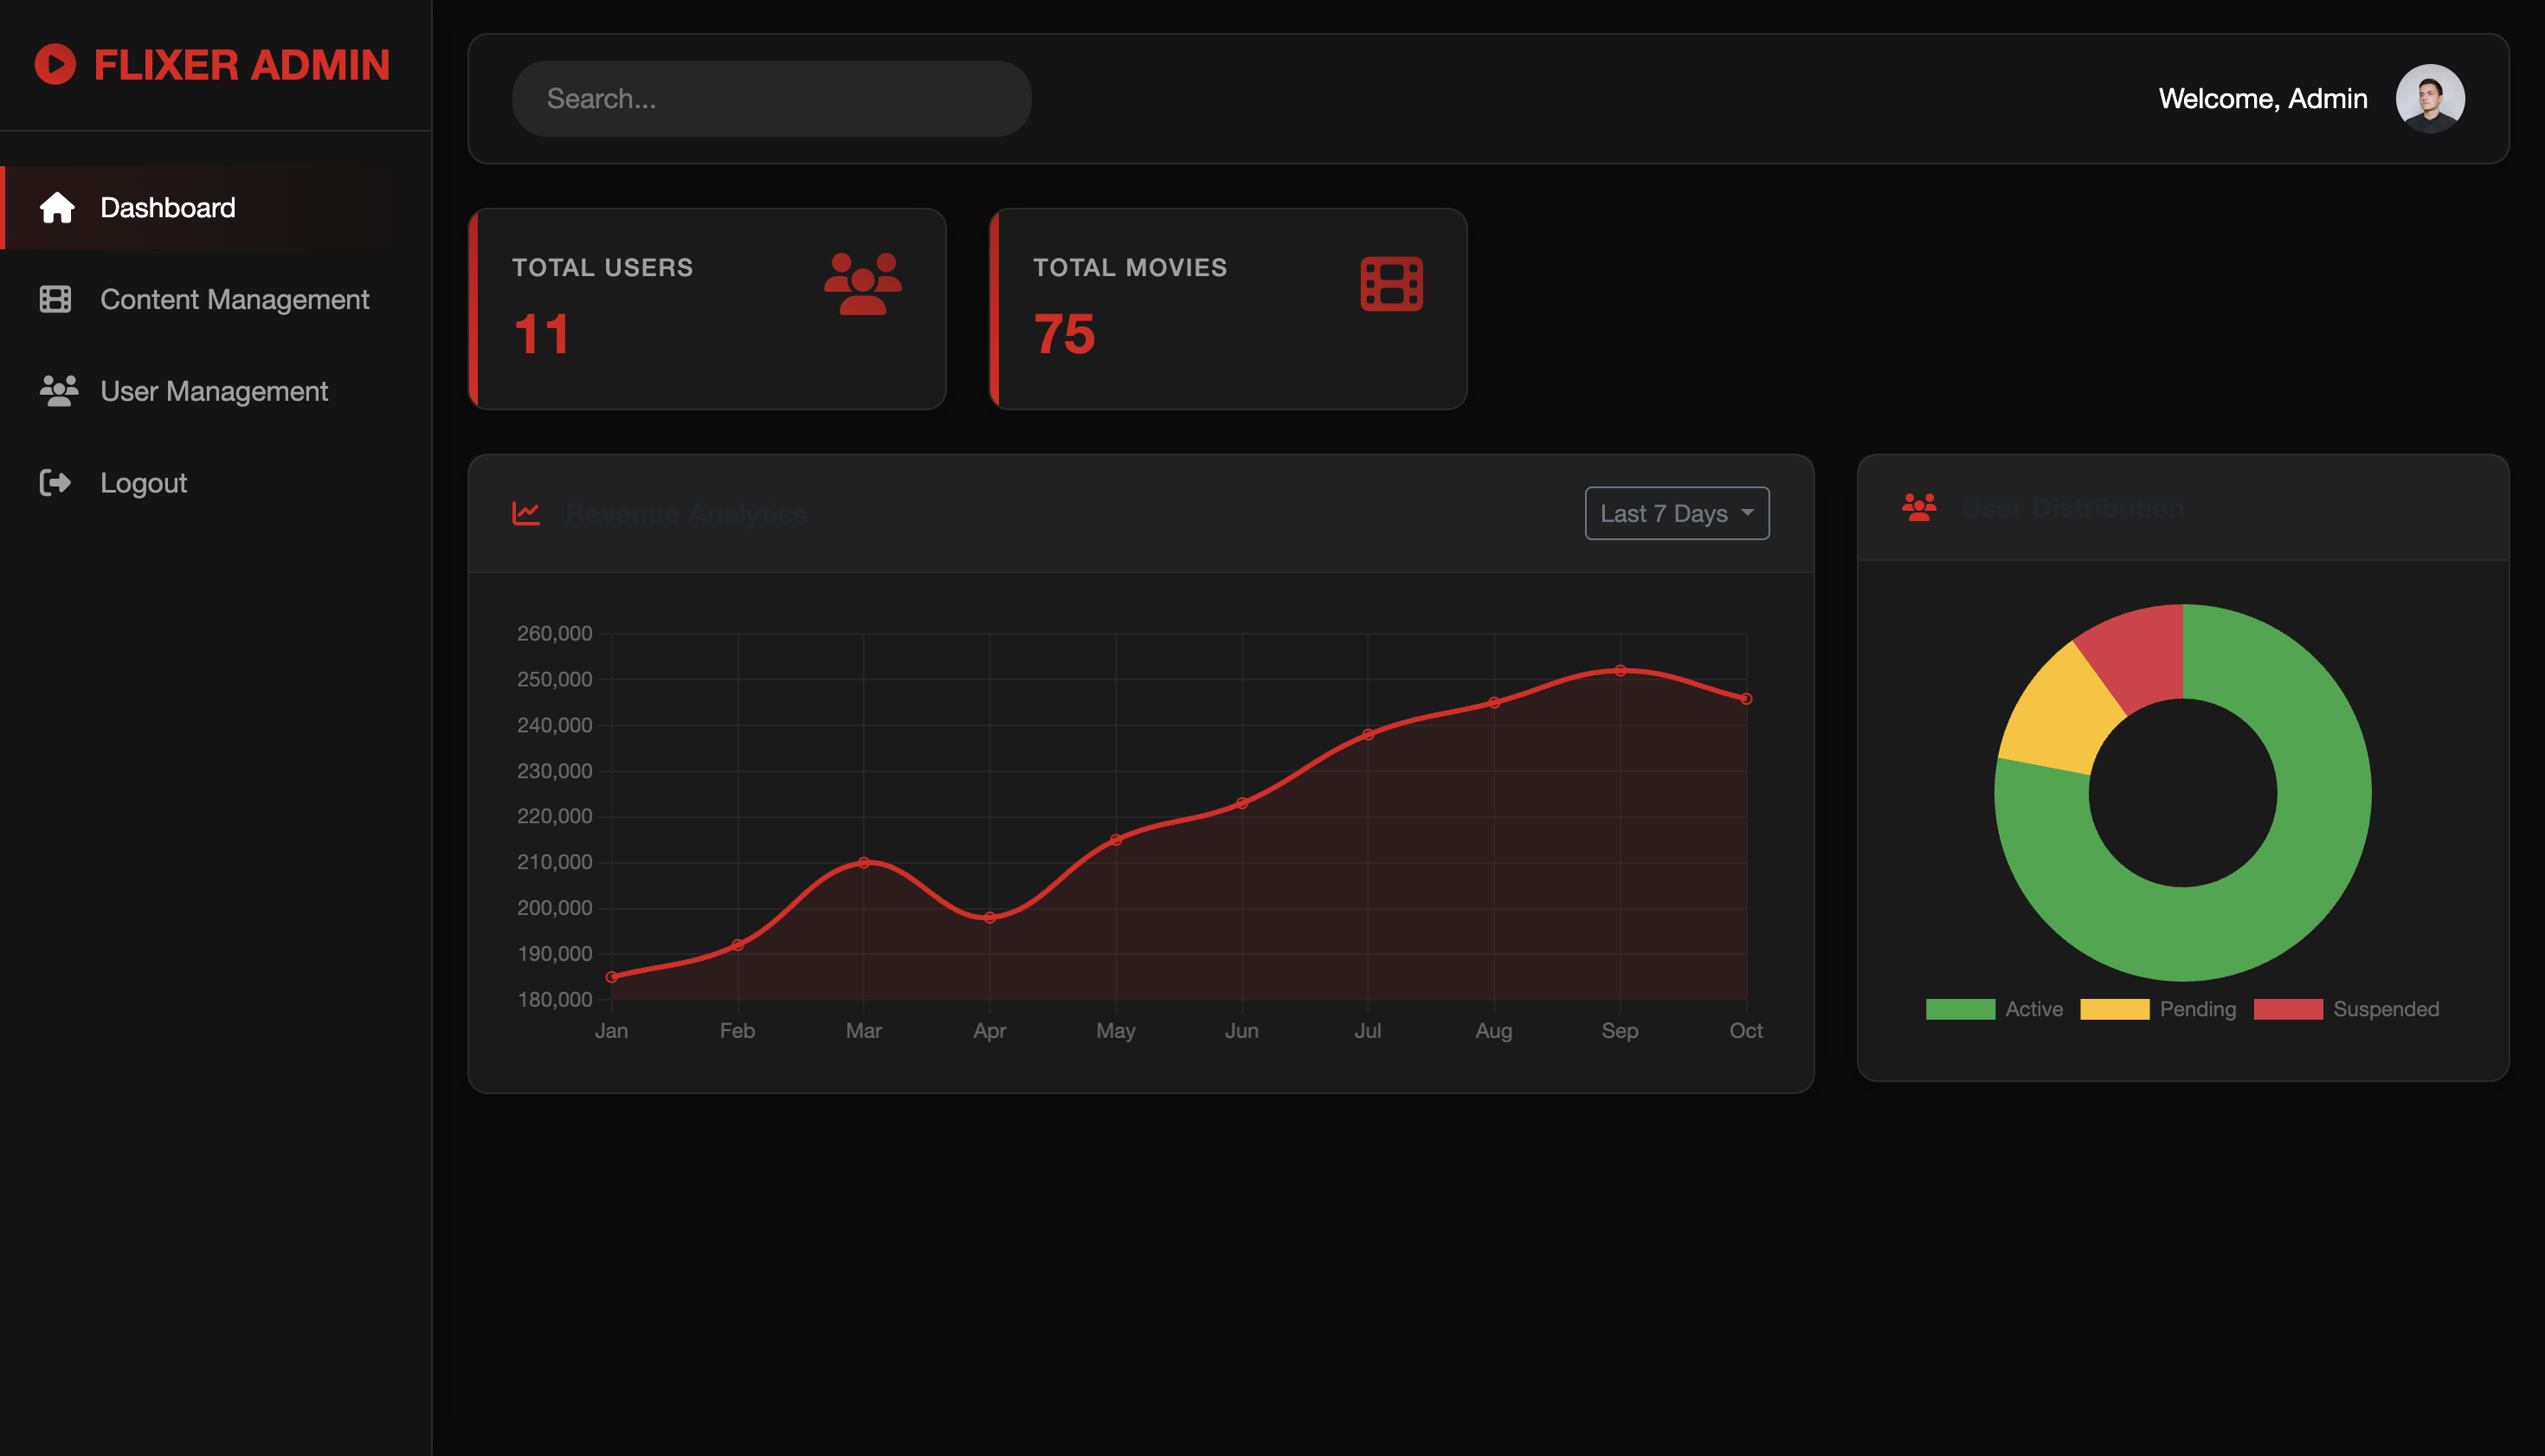 FLIXER ADMIN
Dashboard
Content Management
User Management
Logout
Search...
Welcome, Admin
TOTAL USERS
11
TOTAL MOVIES
75
Revenue Analytics
Last 7 Days
260,000
250,000
240,000
230,000
220,000
210,000
200,000
190,000
180,000
Jan Feb Mar Apr May Jun Jul Aug Sep Oct
User Distribution
Active Pending Suspended